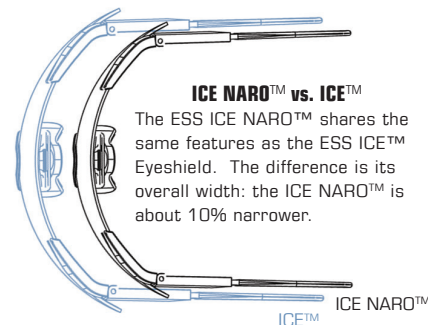 ICE NARO™ vs. ICE™
The ESS ICE NARO™ shares the
same features as the ESS ICE™
Eyeshield. The difference is its
overall width: the ICE NARO™ is
about 10% narrower.
ICE NARO™
ICE™